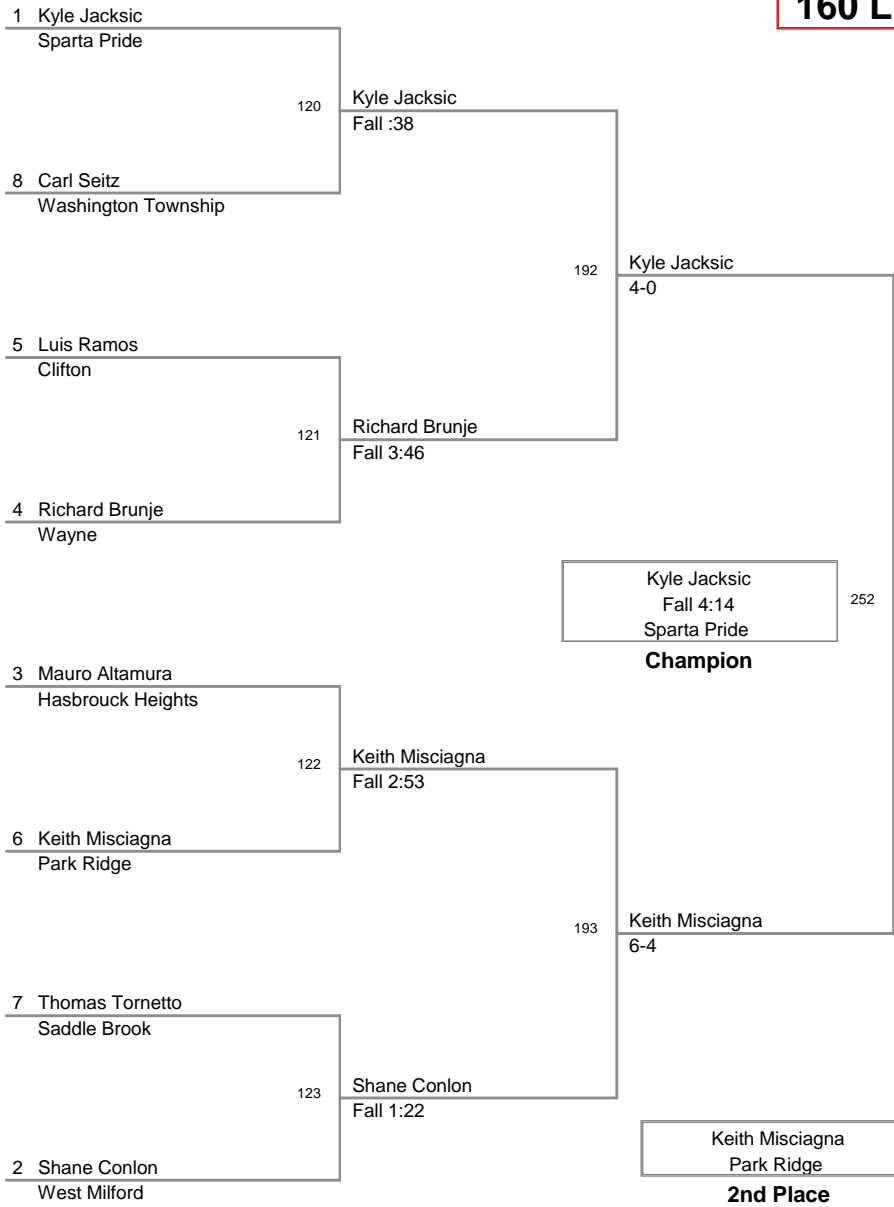 160 L
1 Kyle Jacksic
Sparta Pride
120 Kyle Jacksic
Fall :38
8 Carl Seitz
Washington Township
192 Kyle Jacksic
4-0
5 Luis Ramos
Clifton
121 Richard Brunje
Fall 3:46
4 Richard Brunje
Wayne
Kyle Jacksic
Fall 4:14
Sparta Pride
252
Champion
3 Mauro Altamura
Hasbrouck Heights
122 Keith Misciagna
Fall 2:53
6 Keith Misciagna
Park Ridge
193 Keith Misciagna
6-4
7 Thomas Tornetto
Saddle Brook
123 Shane Conlon
Fall 1:22
2 Shane Conlon
West Milford
Keith Misciagna
Park Ridge
2nd Place